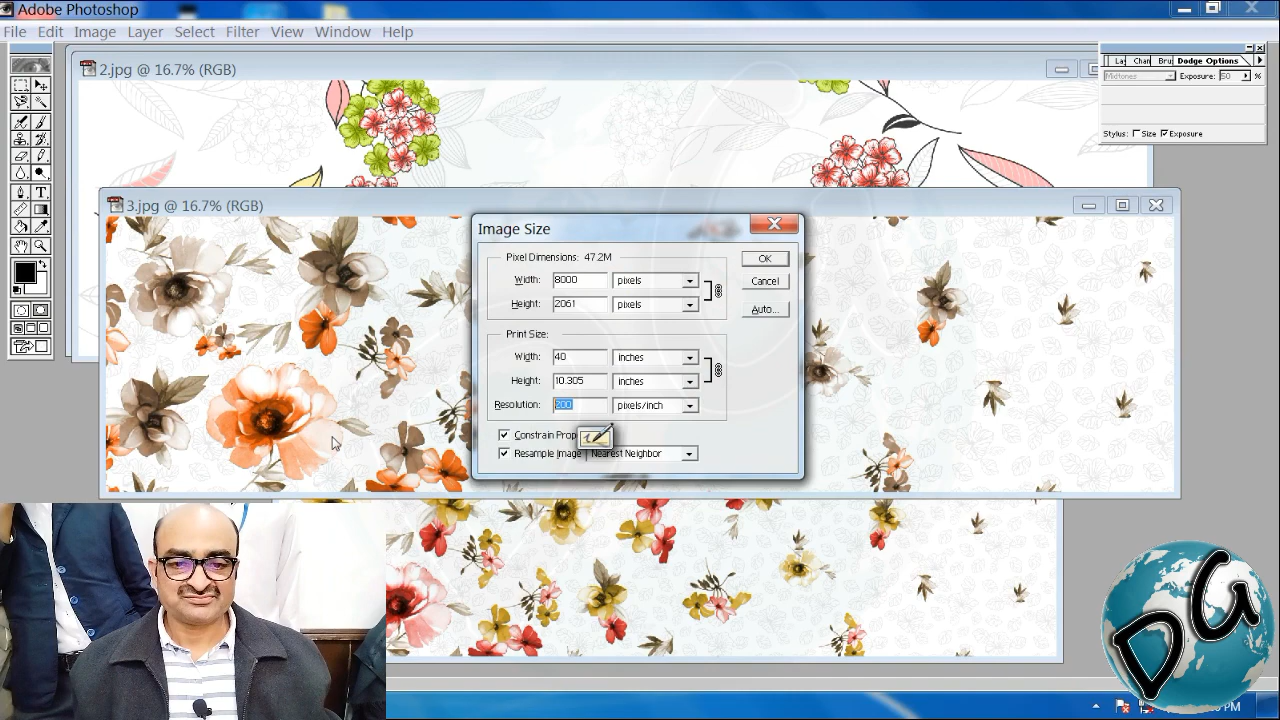 Adobe Photoshop
File Edit Image Layer Select Filter View Window Help
2.jpg @ 16.7% (RGB)
Dodge Options
Midtones Exposure: 50 %
Stylus: Size Exposure
3.jpg @ 16.7% (RGB)
Image Size
Pixel Dimensions: 47.2M
Width: 8000 pixels
Height: 2061 pixels
Print Size:
Width: 40 inches
Height: 10.305 inches
Resolution: 200 pixels/inch
Constrain Prop
Resample Image Nearest Neighbor
OK
Cancel
Auto...
DG
PM